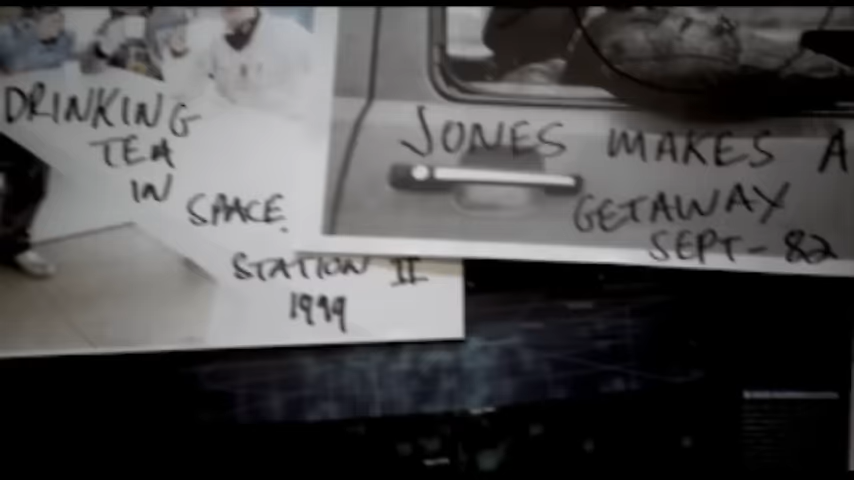 DRINKING
TEA
IN
SPACE
STATION II
1999
JONES MAKES A
GETAWAY
SEPT-82